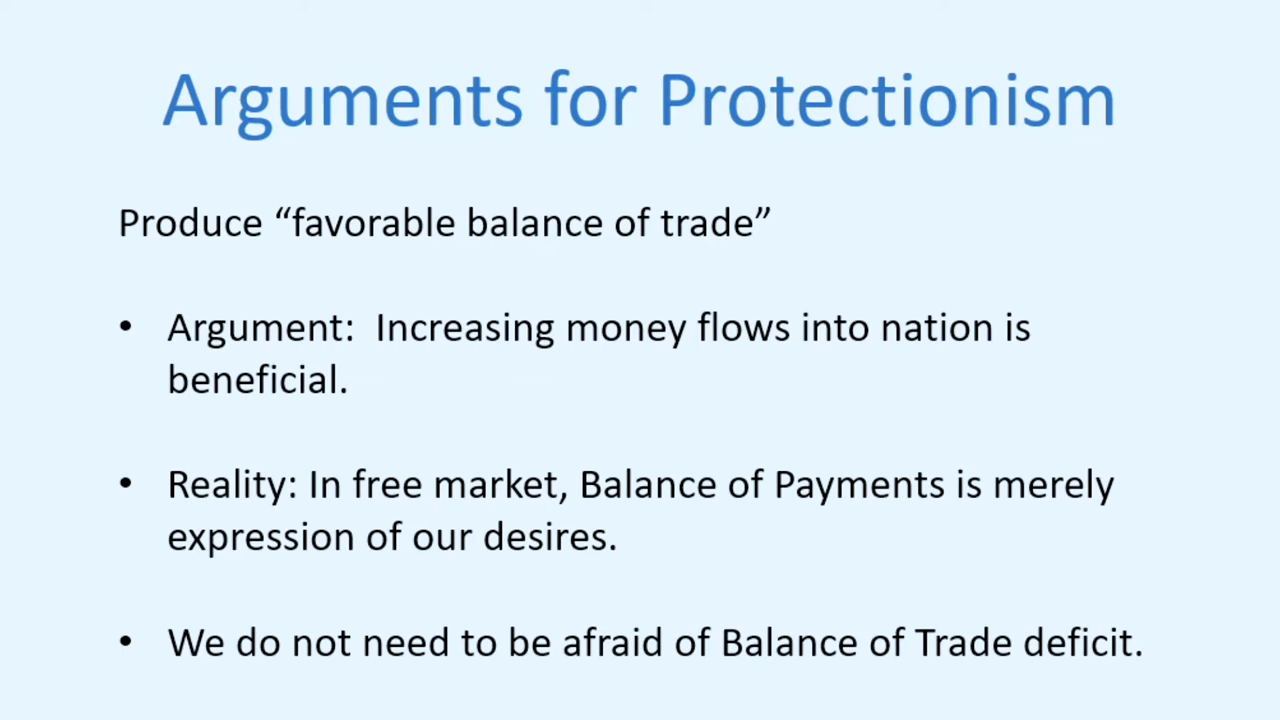 Arguments for Protectionism
Produce “favorable balance of trade”
• Argument:  Increasing money flows into nation is
beneficial.
• Reality: In free market, Balance of Payments is merely
expression of our desires.
• We do not need to be afraid of Balance of Trade deficit.